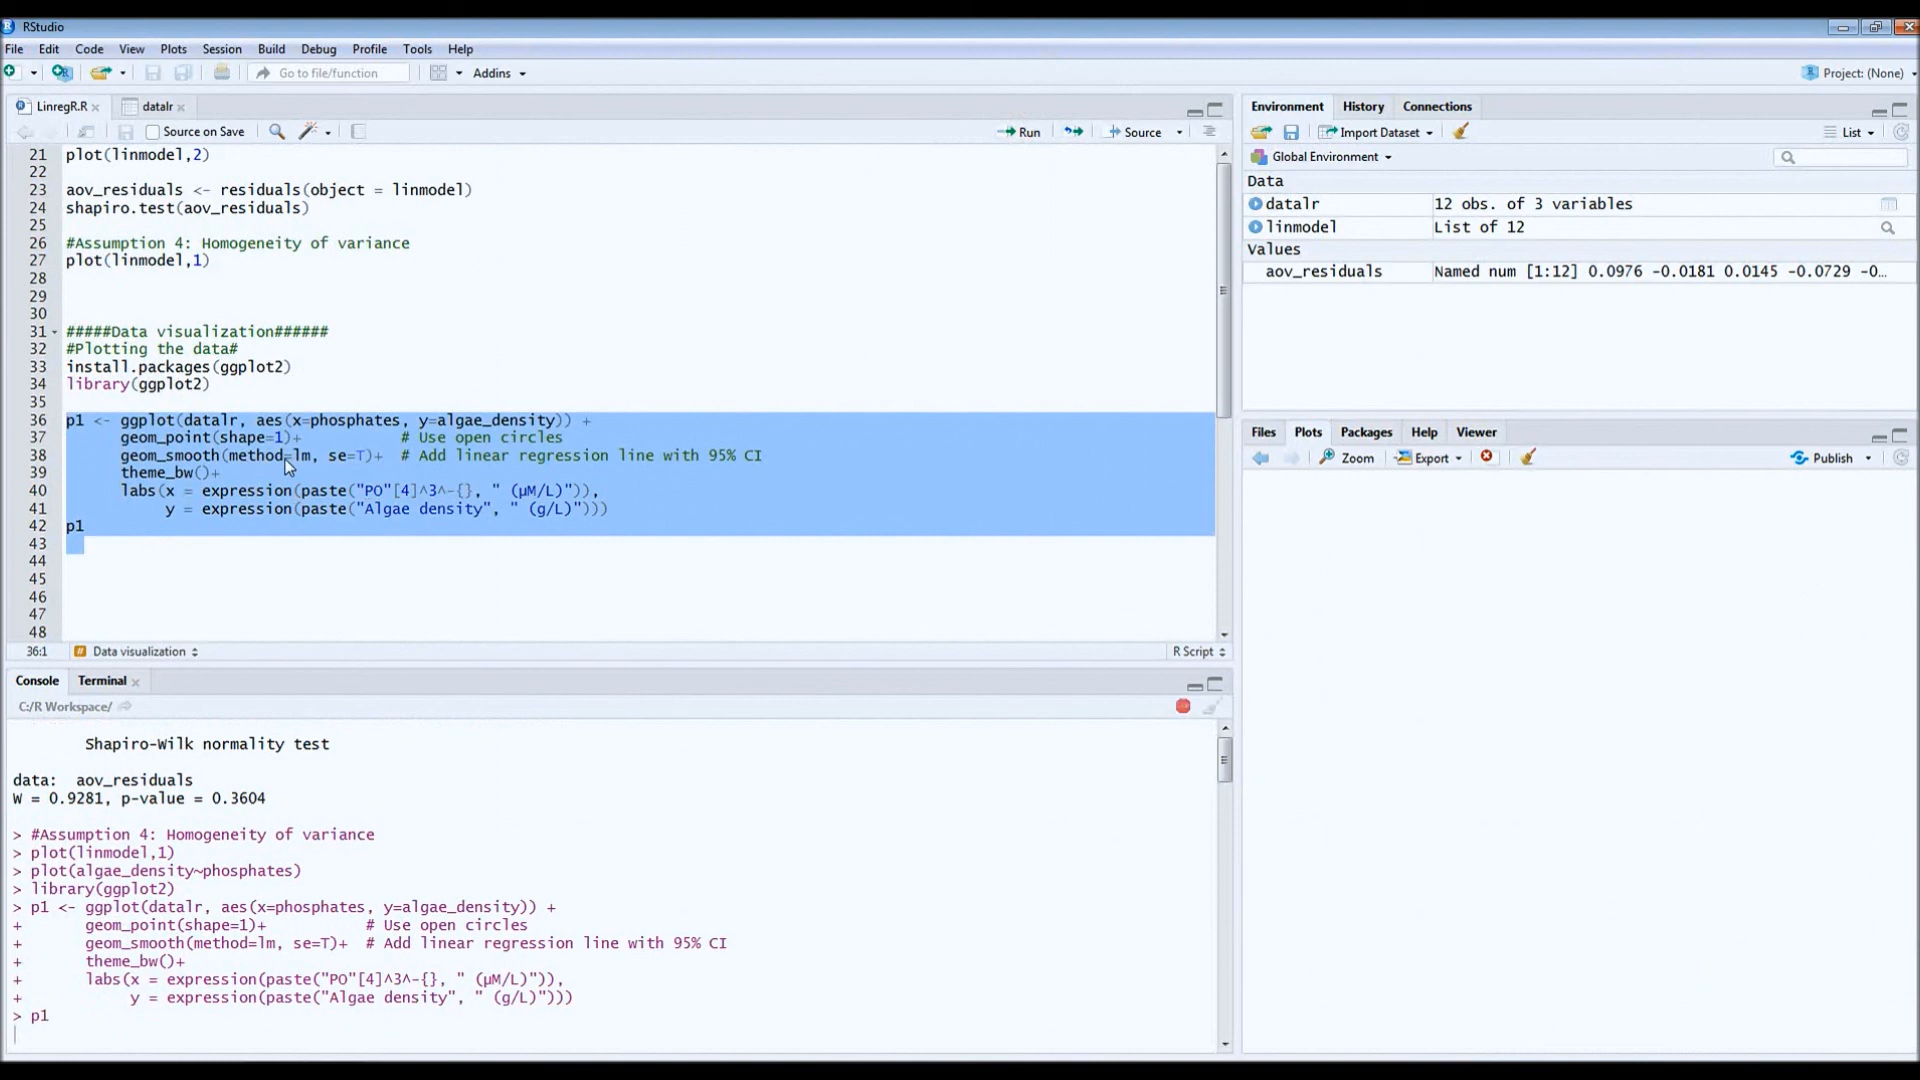 RStudio
File Edit Code View Plots Session Build Debug Profile Tools Help
Go to file/function Addins Project: (None)
LinregR.R datalr
Source on Save Run Source
21 plot(linmodel,2)
22
23 aov_residuals <- residuals(object = linmodel)
24 shapiro.test(aov_residuals)
25
26 #Assumption 4: Homogeneity of variance
27 plot(linmodel,1)
28
29
30
31 #####Data visualization######
32 #Plotting the data#
33 install.packages(ggplot2)
34 library(ggplot2)
35
36 p1 <- ggplot(datalr, aes(x=phosphates, y=algae_density)) +
37 geom_point(shape=1)+ # Use open circles
38 geom_smooth(method=lm, se=T)+ # Add linear regression line with 95% CI
39 theme_bw()+
40 labs(x = expression(paste("PO"[4]^3^-{}, " (µM/L)")),
41 y = expression(paste("Algae density", " (g/L)")))
42 p1
43
44
45
46
47
48
36:1 Data visualization R Script
Console Terminal
C:/R Workspace/
Shapiro-Wilk normality test
data: aov_residuals
W = 0.9281, p-value = 0.3604
> #Assumption 4: Homogeneity of variance
> plot(linmodel,1)
> plot(algae_density~phosphates)
> library(ggplot2)
> p1 <- ggplot(datalr, aes(x=phosphates, y=algae_density)) +
+ geom_point(shape=1)+ # Use open circles
+ geom_smooth(method=lm, se=T)+ # Add linear regression line with 95% CI
+ theme_bw()+
+ labs(x = expression(paste("PO"[4]^3^-{}, " (µM/L)")),
+ y = expression(paste("Algae density", " (g/L)")))
> p1
Environment History Connections
Import Dataset List
Global Environment
Data
datalr 12 obs. of 3 variables
linmodel List of 12
Values
aov_residuals Named num [1:12] 0.0976 -0.0181 0.0145 -0.0729 -0…
Files Plots Packages Help Viewer
Zoom Export Publish